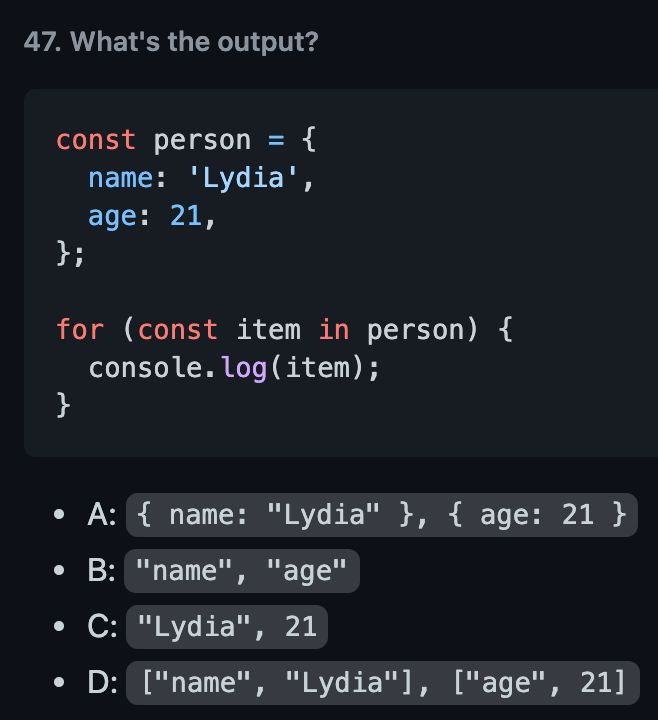 47. What's the output?
const person = {
  name: 'Lydia',
  age: 21,
};
for (const item in person) {
  console.log(item);
}
• A: { name: "Lydia" }, { age: 21 }
• B: "name", "age"
• C: "Lydia", 21
• D: ["name", "Lydia"], ["age", 21]